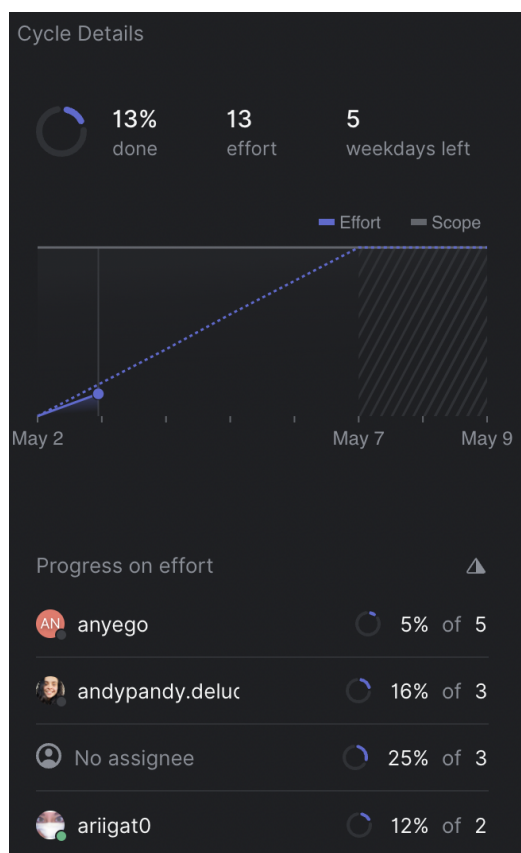 Cycle Details
13% 13 5
done effort weekdays left
Effort Scope
May 2 May 7 May 9
Progress on effort
AN anyego 5% of 5
andypandy.deluc 16% of 3
No assignee 25% of 3
ariigat0 12% of 2